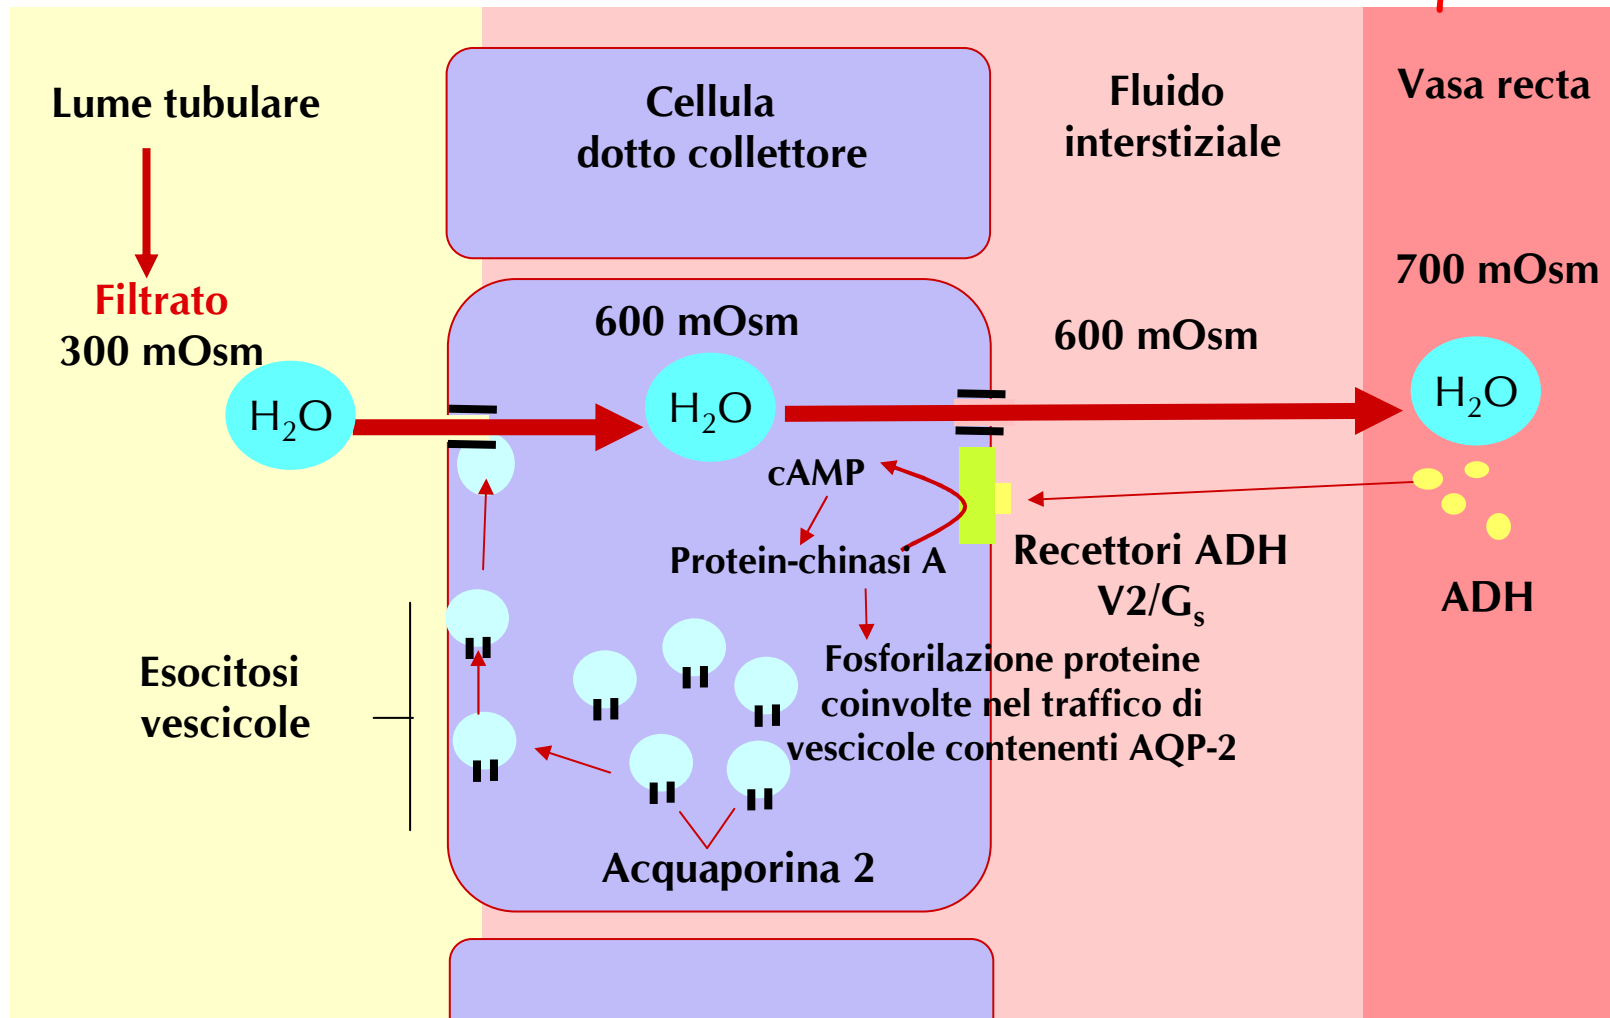 Lume tubulare
Cellula
dotto collettore
Fluido
interstiziale
Vasa recta
Filtrato
300 mOsm
600 mOsm
600 mOsm
700 mOsm
H₂O
H₂O
H₂O
cAMP
Protein-chinasi A
Recettori ADH
V2/Gₛ
ADH
Esocitosi
vescicole
Fosforilazione proteine
coinvolte nel traffico di
vescicole contenenti AQP-2
Acquaporina 2